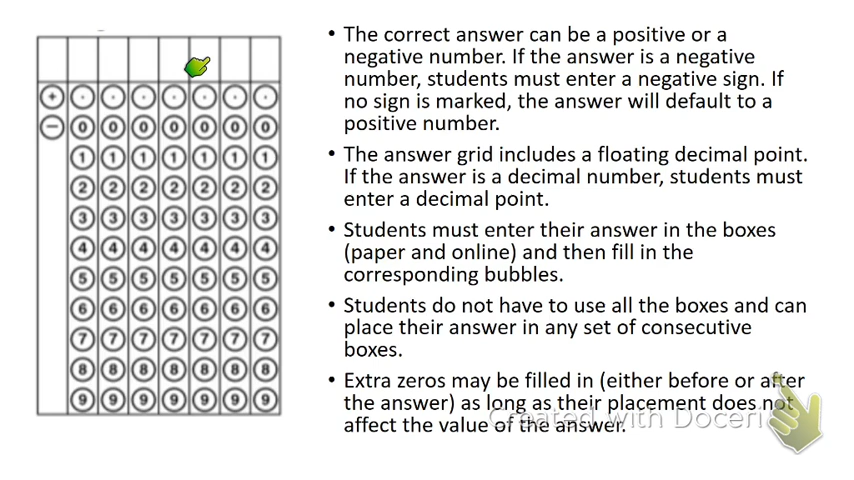 + · · · · · · ·
− 0 0 0 0 0 0 0
1 1 1 1 1 1 1
2 2 2 2 2 2 2
3 3 3 3 3 3 3
4 4 4 4 4 4 4
5 5 5 5 5 5 5
6 6 6 6 6 6 6
7 7 7 7 7 7 7
8 8 8 8 8 8 8
9 9 9 9 9 9 9
• The correct answer can be a positive or a
negative number. If the answer is a negative
number, students must enter a negative sign. If
no sign is marked, the answer will default to a
positive number.
• The answer grid includes a floating decimal point.
If the answer is a decimal number, students must
enter a decimal point.
• Students must enter their answer in the boxes
(paper and online) and then fill in the
corresponding bubbles.
• Students do not have to use all the boxes and can
place their answer in any set of consecutive
boxes.
• Extra zeros may be filled in (either before or after
the answer) as long as their placement does not
affect the value of the answer.
Created with Doceri